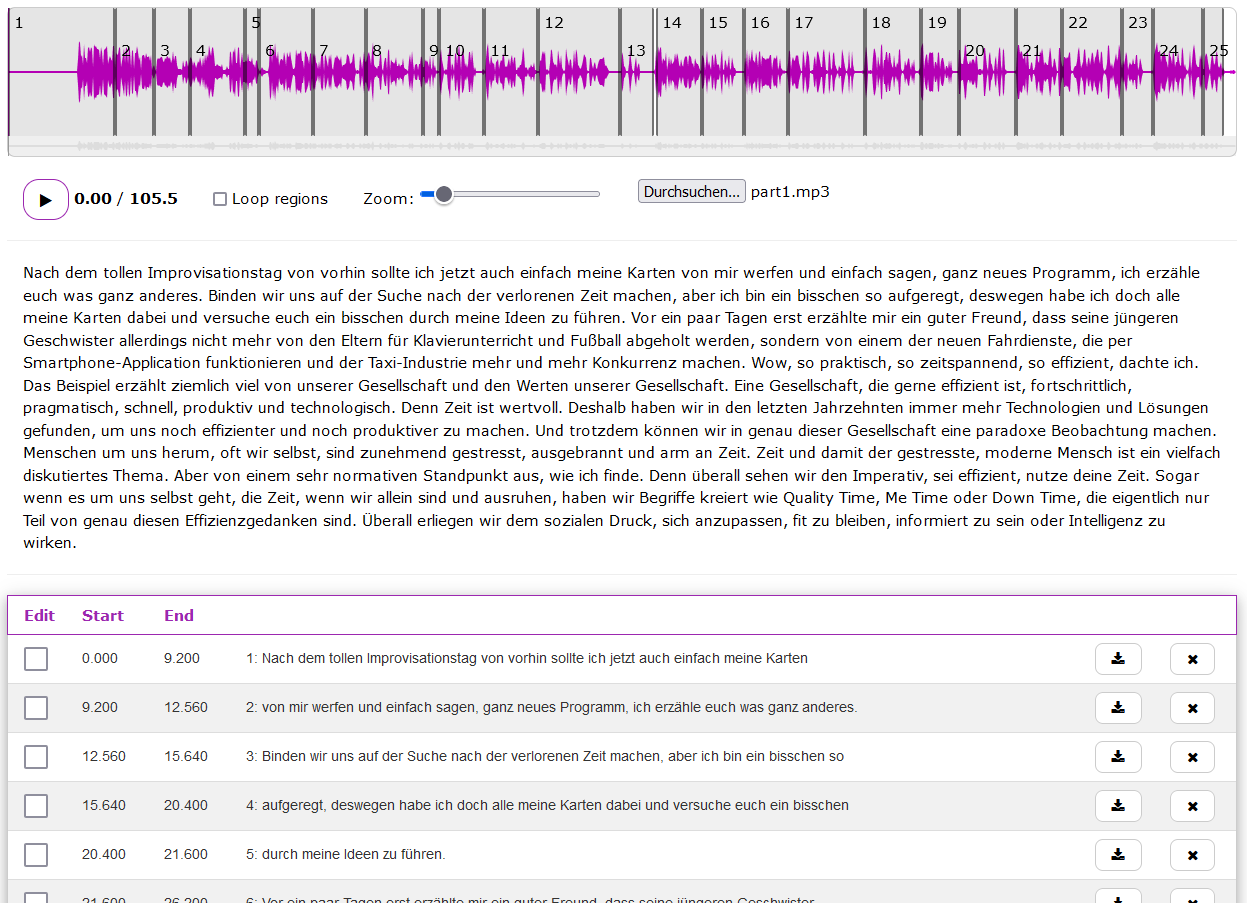 1 5 12 14 15 16 17 18 19 22 23
2 3 4 6 7 8 9 10 11 13 20 21 24 25
0.00 / 105.5 Loop regions Zoom: Durchsuchen... part1.mp3
Nach dem tollen Improvisationstag von vorhin sollte ich jetzt auch einfach meine Karten von mir werfen und einfach sagen, ganz neues Programm, ich erzähle
euch was ganz anderes. Binden wir uns auf der Suche nach der verlorenen Zeit machen, aber ich bin ein bisschen so aufgeregt, deswegen habe ich doch alle
meine Karten dabei und versuche euch ein bisschen durch meine Ideen zu führen. Vor ein paar Tagen erst erzählte mir ein guter Freund, dass seine jüngeren
Geschwister allerdings nicht mehr von den Eltern für Klavierunterricht und Fußball abgeholt werden, sondern von einem der neuen Fahrdienste, die per
Smartphone-Application funktionieren und der Taxi-Industrie mehr und mehr Konkurrenz machen. Wow, so praktisch, so zeitspannend, so effizient, dachte ich.
Das Beispiel erzählt ziemlich viel von unserer Gesellschaft und den Werten unserer Gesellschaft. Eine Gesellschaft, die gerne effizient ist, fortschrittlich,
pragmatisch, schnell, produktiv und technologisch. Denn Zeit ist wertvoll. Deshalb haben wir in den letzten Jahrzehnten immer mehr Technologien und Lösungen
gefunden, um uns noch effizienter und noch produktiver zu machen. Und trotzdem können wir in genau dieser Gesellschaft eine paradoxe Beobachtung machen.
Menschen um uns herum, oft wir selbst, sind zunehmend gestresst, ausgebrannt und arm an Zeit. Zeit und damit der gestresste, moderne Mensch ist ein vielfach
diskutiertes Thema. Aber von einem sehr normativen Standpunkt aus, wie ich finde. Denn überall sehen wir den Imperativ, sei effizient, nutze deine Zeit. Sogar
wenn es um uns selbst geht, die Zeit, wenn wir allein sind und ausruhen, haben wir Begriffe kreiert wie Quality Time, Me Time oder Down Time, die eigentlich nur
Teil von genau diesen Effizienzgedanken sind. Überall erliegen wir dem sozialen Druck, sich anzupassen, fit zu bleiben, informiert zu sein oder Intelligenz zu
wirken.
Edit Start End
0.000 9.200 1: Nach dem tollen Improvisationstag von vorhin sollte ich jetzt auch einfach meine Karten
9.200 12.560 2: von mir werfen und einfach sagen, ganz neues Programm, ich erzähle euch was ganz anderes.
12.560 15.640 3: Binden wir uns auf der Suche nach der verlorenen Zeit machen, aber ich bin ein bisschen so
15.640 20.400 4: aufgeregt, deswegen habe ich doch alle meine Karten dabei und versuche euch ein bisschen
20.400 21.600 5: durch meine Ideen zu führen.
21.600 26.200 6: Vor ein paar Tagen erst erzählte mir ein guter Freund, dass seine jüngeren Geschwister